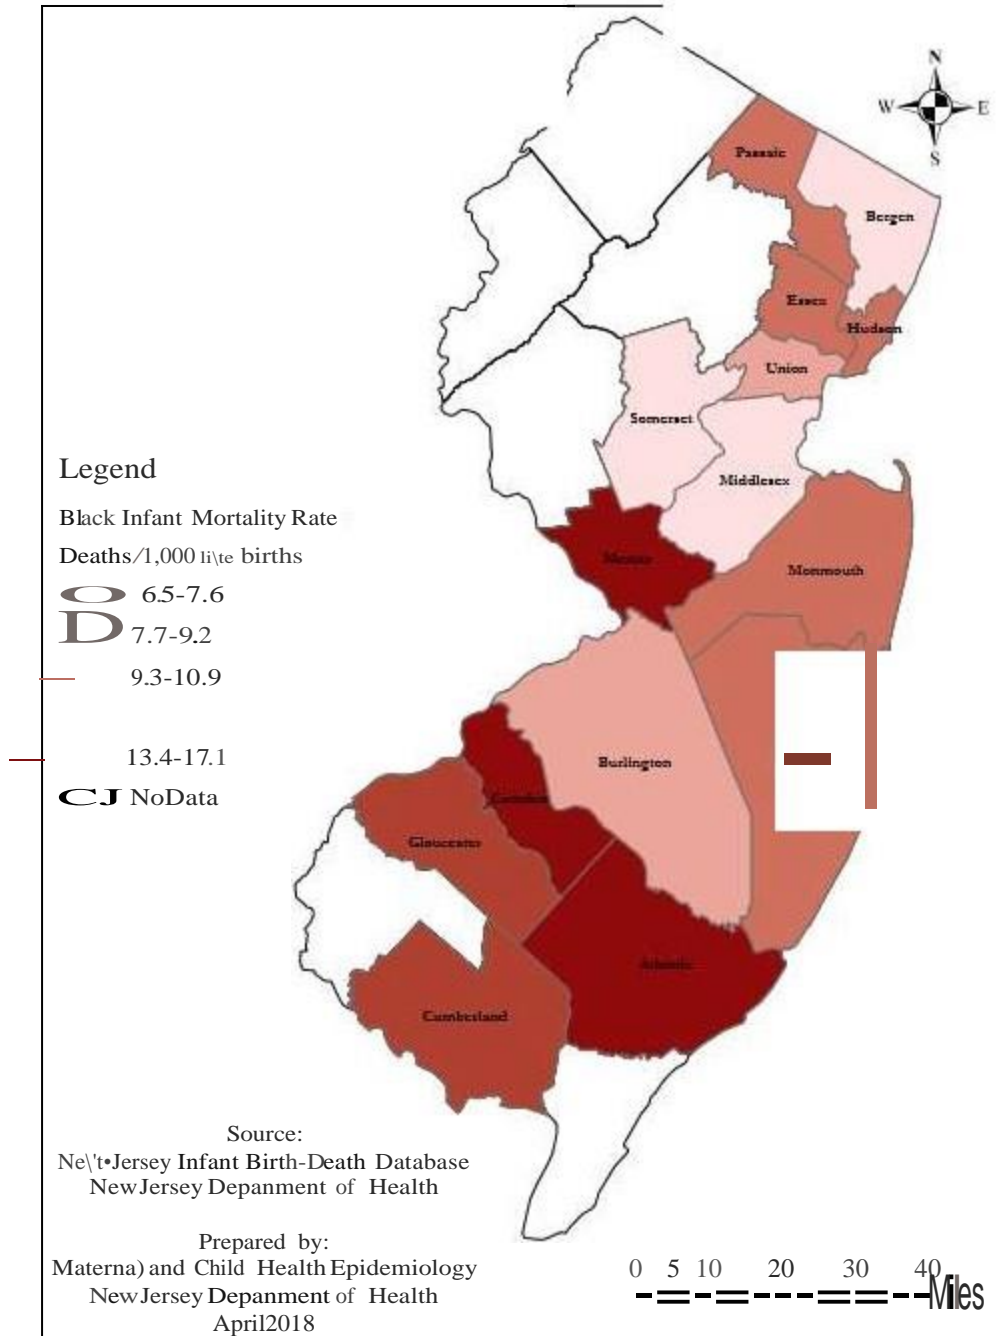 N
W E
S
Passaic
Bergen
Essex
Hudson
Union
Somerset
Middlesex
Mercer
Monmouth
Burlington
Camden
Gloucester
Atlantic
Cumberland
Legend
Black Infant Mortality Rate
Deaths/1,000 li\te births
O 6.5-7.6
D 7.7-9.2
9.3-10.9
13.4-17.1
CJ NoData
Source:
Ne\'t•Jersey Infant Birth-Death Database
NewJersey Depanment of Health
Prepared by:
Materna) and Child Health Epidemiology
NewJersey Depanment of Health
April2018
0 5 10 20 30 40
Miles